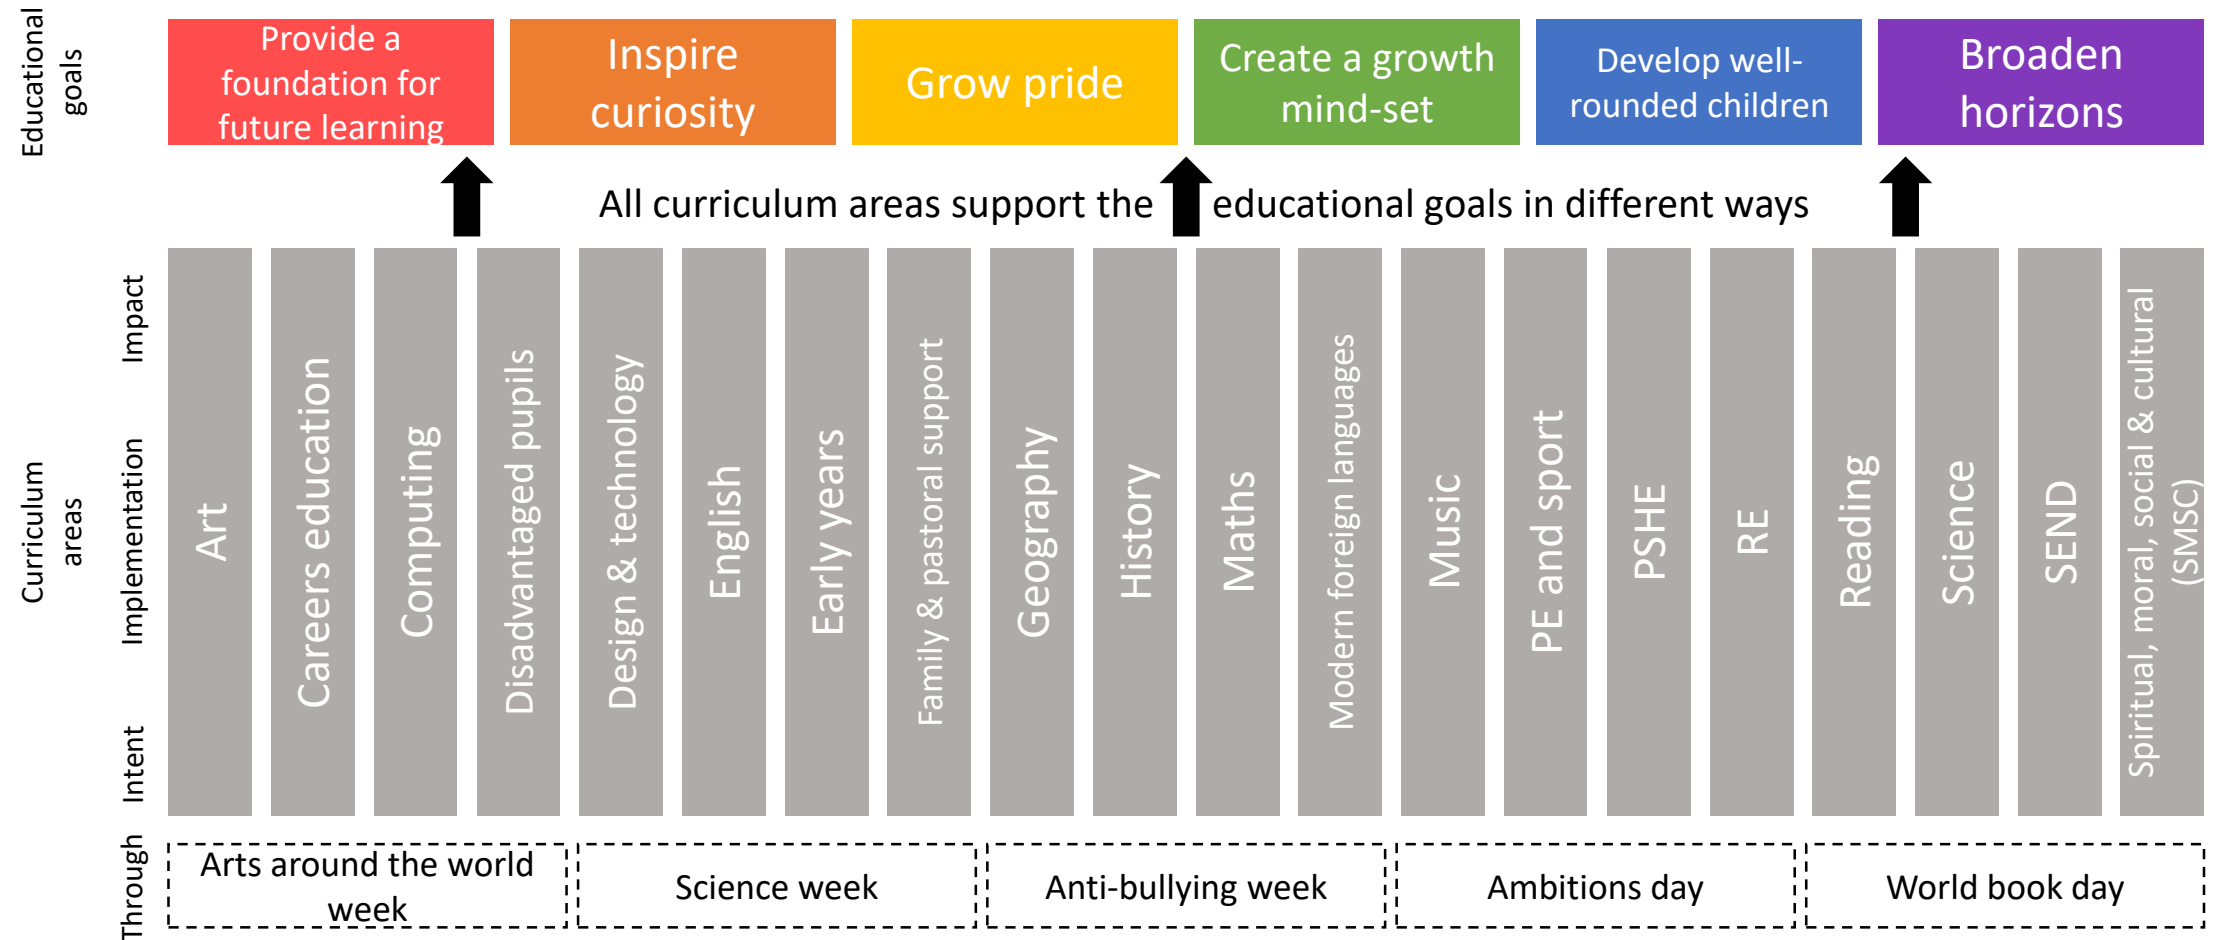 Educational
goals
Provide a
foundation for
future learning
Inspire
curiosity
Grow pride
Create a growth
mind-set
Develop well-
rounded children
Broaden
horizons
All curriculum areas support the educational goals in different ways
Curriculum
areas
Impact
Implementation
Intent
Art
Careers education
Computing
Disadvantaged pupils
Design & technology
English
Early years
Family & pastoral support
Geography
History
Maths
Modern foreign languages
Music
PE and sport
PSHE
RE
Reading
Science
SEND
Spiritual, moral, social & cultural
(SMSC)
Through
Arts around the world
week
Science week
Anti-bullying week
Ambitions day
World book day